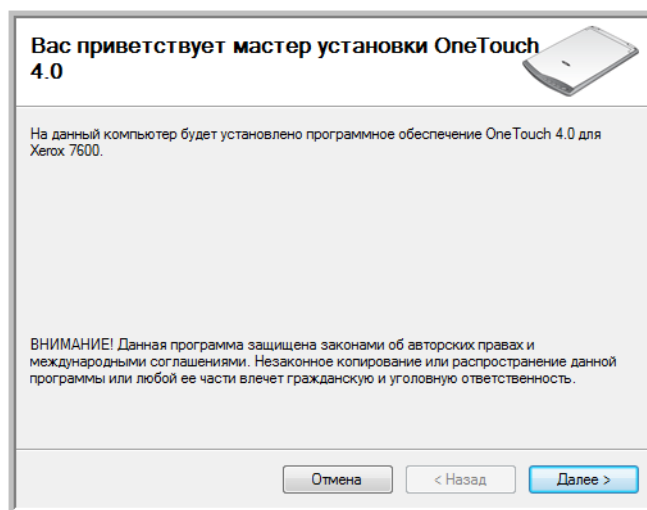 Вас приветствует мастер установки OneTouch
4.0
На данный компьютер будет установлено программное обеспечение OneTouch 4.0 для
Xerox 7600.
ВНИМАНИЕ! Данная программа защищена законами об авторских правах и
международными соглашениями. Незаконное копирование или распространение данной
программы или любой ее части влечет гражданскую и уголовную ответственность.
Отмена
< Назад
Далее >